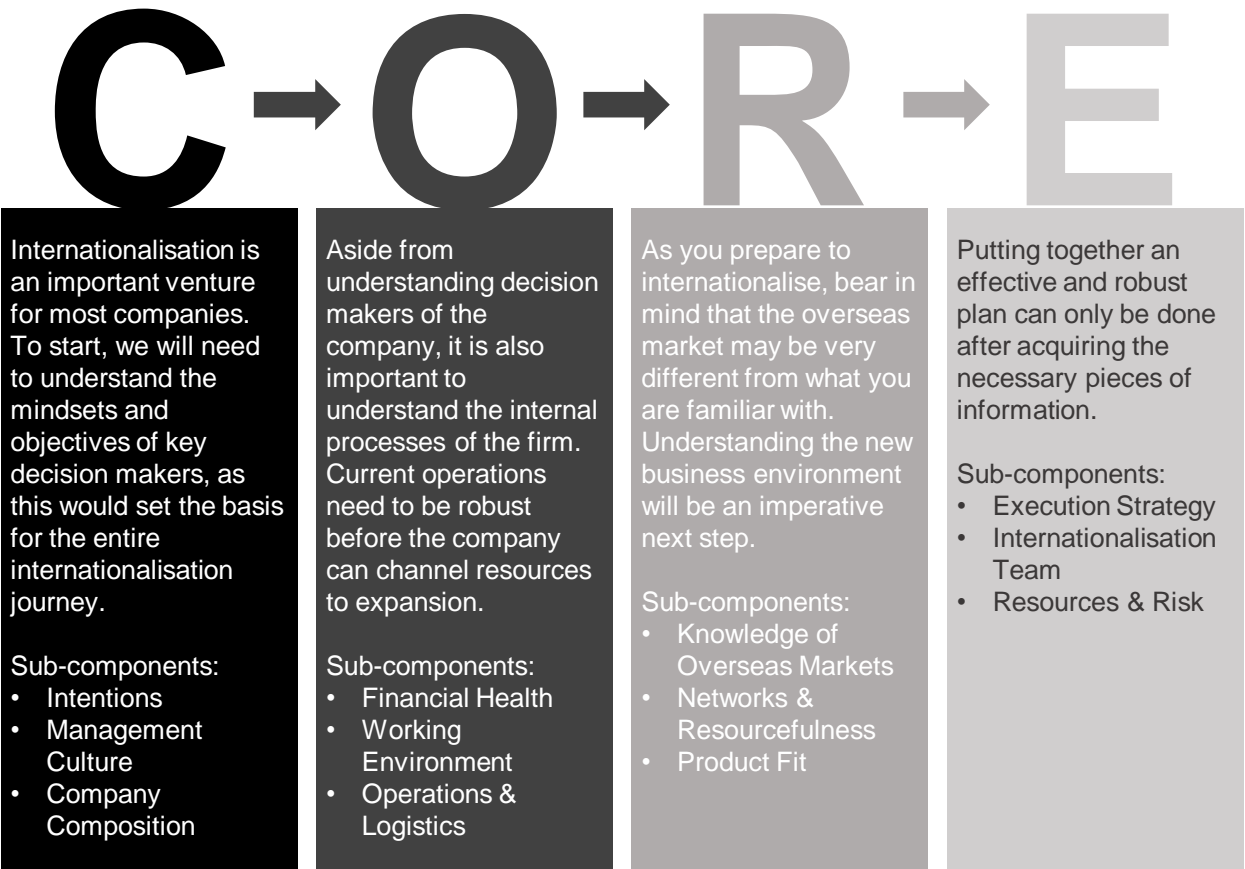 C
O
R
E
Internationalisation is
an important venture
for most companies.
To start, we will need
to understand the
mindsets and
objectives of key
decision makers, as
this would set the basis
for the entire
internationalisation
journey.
Sub-components:
• Intentions
• Management
Culture
• Company
Composition
Aside from
understanding decision
makers of the
company, it is also
important to
understand the internal
processes of the firm.
Current operations
need to be robust
before the company
can channel resources
to expansion.
Sub-components:
• Financial Health
• Working
Environment
• Operations &
Logistics
As you prepare to
internationalise, bear in
mind that the overseas
market may be very
different from what you
are familiar with.
Understanding the new
business environment
will be an imperative
next step.
Sub-components:
• Knowledge of
Overseas Markets
• Networks &
Resourcefulness
• Product Fit
Putting together an
effective and robust
plan can only be done
after acquiring the
necessary pieces of
information.
Sub-components:
• Execution Strategy
• Internationalisation
Team
• Resources & Risk